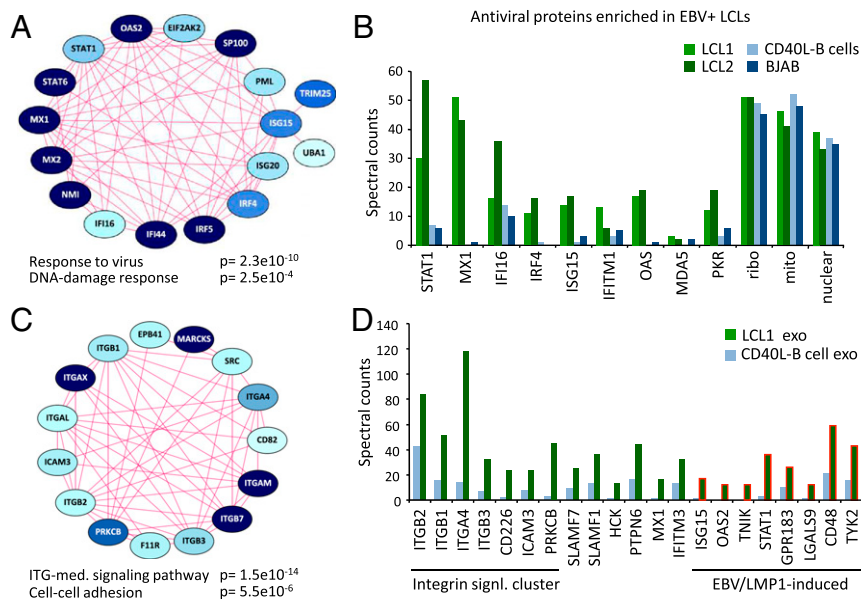 A
OAS2
EIF2AK2
STAT1
SP100
STAT6
PML
TRIM25
MX1
ISG15
UBA1
MX2
ISG20
NMI
IRF4
IFI16
IFI44
IRF5
Response to virus p= 2.3e10-10
DNA-damage response p= 2.5e10-4
B
Antiviral proteins enriched in EBV+ LCLs
LCL1 CD40L-B cells
LCL2 BJAB
Spectral counts
60
50
40
30
20
10
0
STAT1 MX1 IFI16 IRF4 ISG15 IFITM1 OAS MDA5 PKR ribo mito nuclear
C
EPB41
MARCKS
ITGB1
SRC
ITGAX
ITGA4
ITGAL
CD82
ICAM3
ITGAM
ITGB2
ITGB7
PRKCB
F11R
ITGB3
ITG-med. signaling pathway p= 1.5e10-14
Cell-cell adhesion p= 5.5e10-6
D
LCL1 exo
CD40L-B cell exo
Spectral counts
140
120
100
80
60
40
20
0
ITGB2 ITGB1 ITGA4 ITGB3 CD226 ICAM3 PRKCB SLAMF7 SLAMF1 HCK PTPN6 MX1 IFITM3 ISG15 OAS2 TNIK STAT1 GPR183 LGALS9 CD48 TYK2
Integrin signl. cluster EBV/LMP1-induced